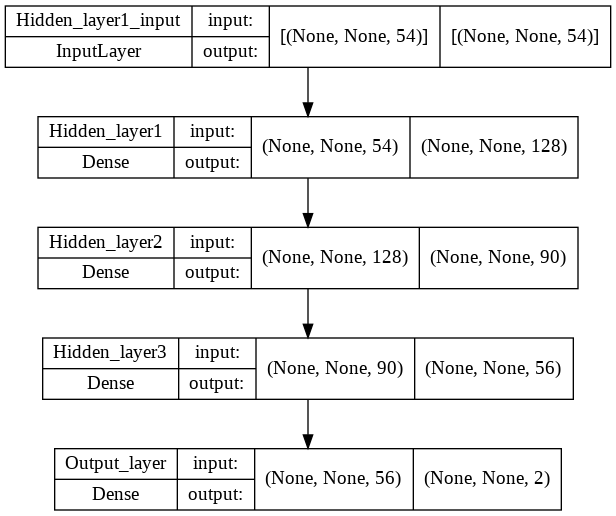 Hidden_layer1_input input: [(None, None, 54)] [(None, None, 54)]
InputLayer output:
Hidden_layer1 input: (None, None, 54) (None, None, 128)
Dense output:
Hidden_layer2 input: (None, None, 128) (None, None, 90)
Dense output:
Hidden_layer3 input: (None, None, 90) (None, None, 56)
Dense output:
Output_layer input: (None, None, 56) (None, None, 2)
Dense output: